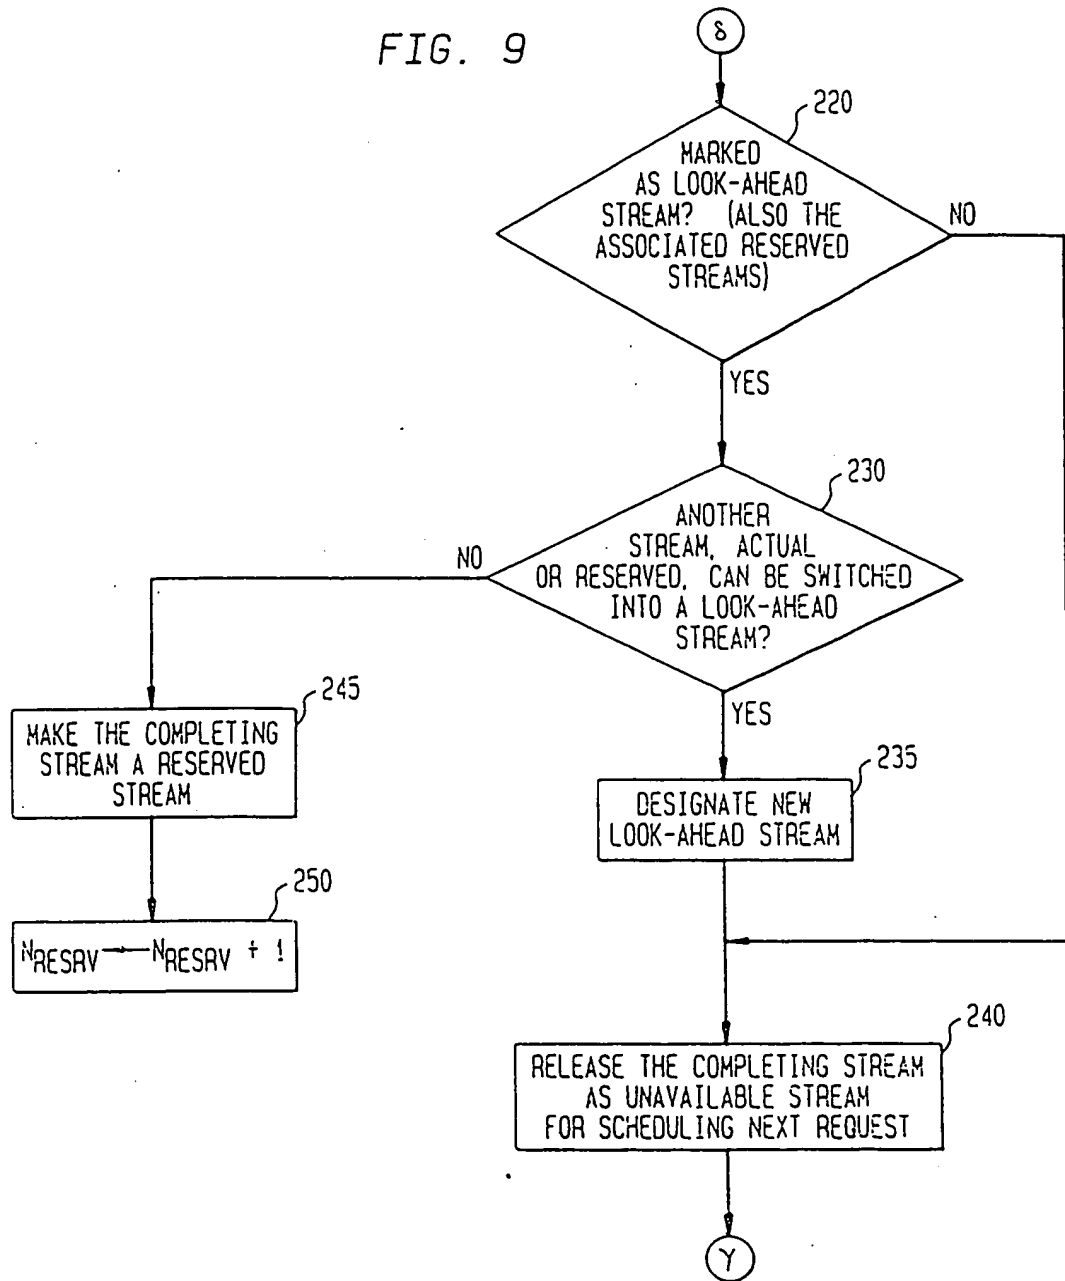 FIG. 9
δ
220
MARKED
AS LOOK-AHEAD
STREAM? (ALSO THE
ASSOCIATED RESERVED
STREAMS)
NO
YES
230
ANOTHER
STREAM, ACTUAL
OR RESERVED, CAN BE SWITCHED
INTO A LOOK-AHEAD
STREAM?
NO
YES
245
MAKE THE COMPLETING
STREAM A RESERVED
STREAM
235
DESIGNATE NEW
LOOK-AHEAD STREAM
250
NRESRV NRESRV + 1
240
RELEASE THE COMPLETING STREAM
AS UNAVAILABLE STREAM
FOR SCHEDULING NEXT REQUEST
γ